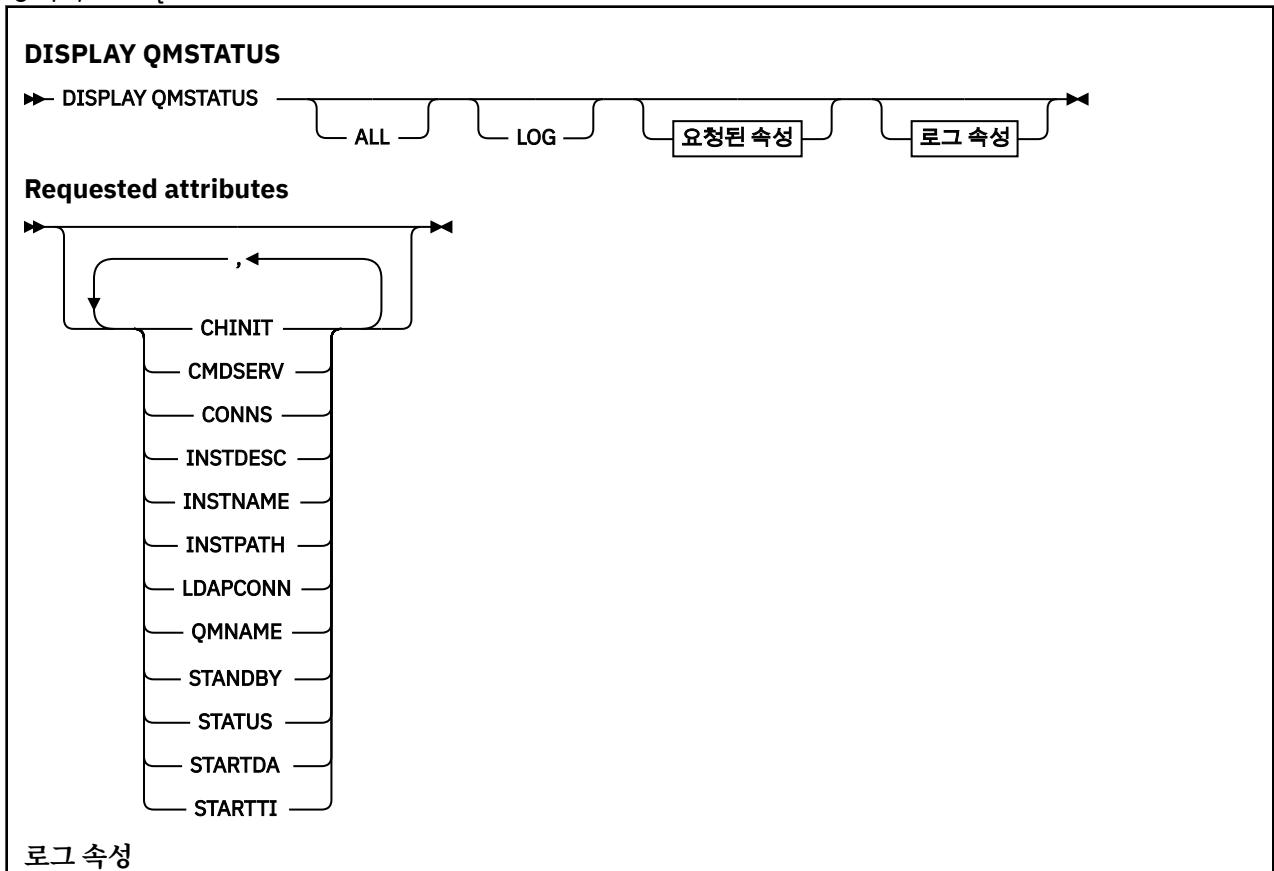 DISPLAY QMSTATUS
DISPLAY QMSTATUS ALL LOG 요청된 속성 로그 속성
Requested attributes
,
CHINIT
CMDSERV
CONNS
INSTDESC
INSTNAME
INSTPATH
LDAPCONN
QMNAME
STANDBY
STATUS
STARTDA
STARTTI
로그 속성